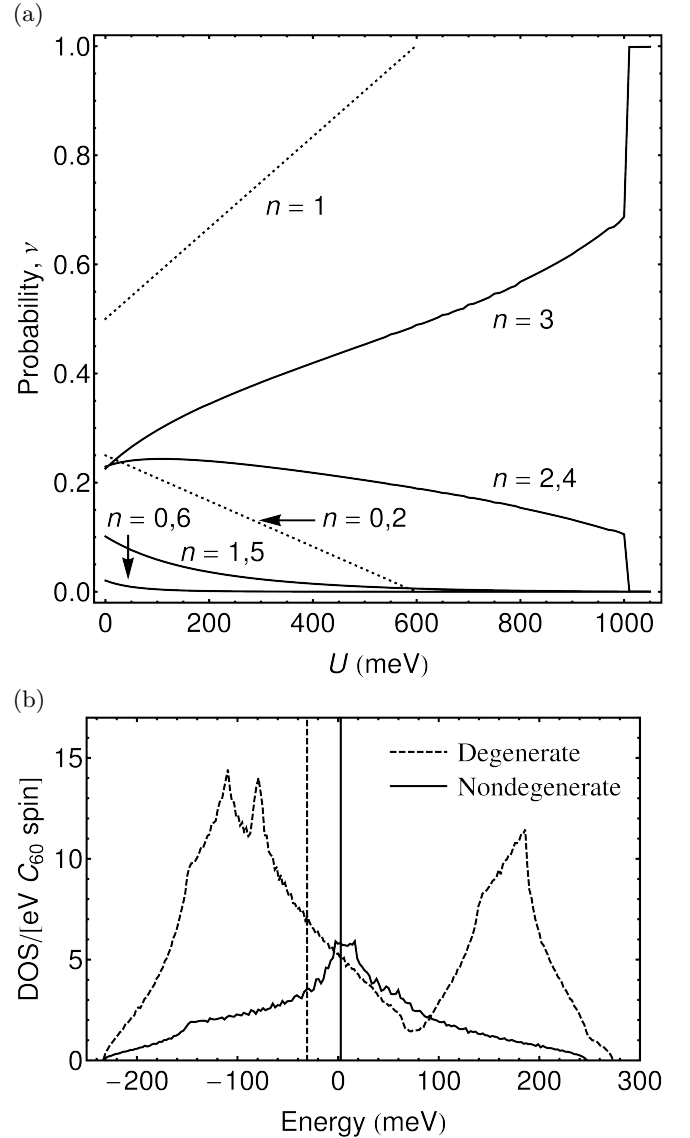 (a)
1.0
0.8
0.6
0.4
0.2
0.0
Probability, ν
n = 1
n = 3
n = 2,4
n = 0,6
n = 0,2
n = 1,5
0 200 400 600 800 1000
U (meV)
(b)
15
10
5
0
DOS/[eV C60 spin]
Degenerate
Nondegenerate
−200 −100 0 100 200 300
Energy (meV)